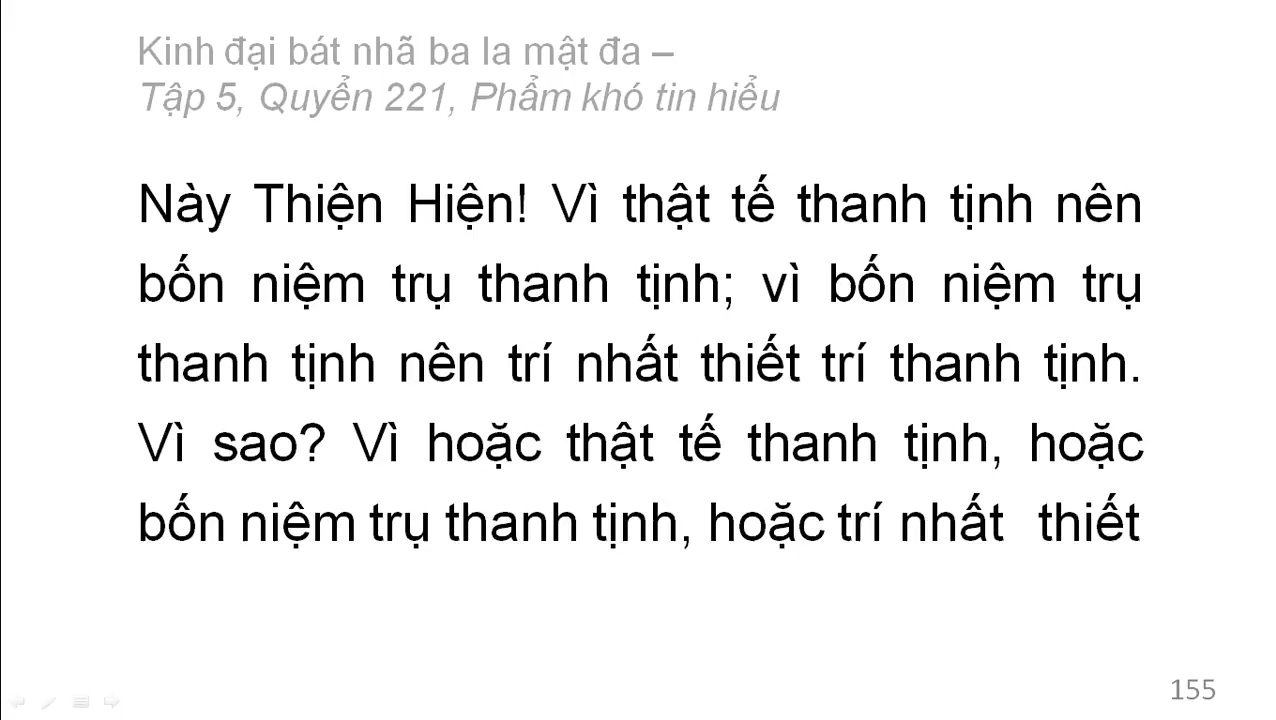 Kinh đại bát nhã ba la mật đa –
Tập 5, Quyển 221, Phẩm khó tin hiểu
Này Thiện Hiện! Vì thật tế thanh tịnh nên
bốn niệm trụ thanh tịnh; vì bốn niệm trụ
thanh tịnh nên trí nhất thiết trí thanh tịnh.
Vì sao? Vì hoặc thật tế thanh tịnh, hoặc
bốn niệm trụ thanh tịnh, hoặc trí nhất thiết
155